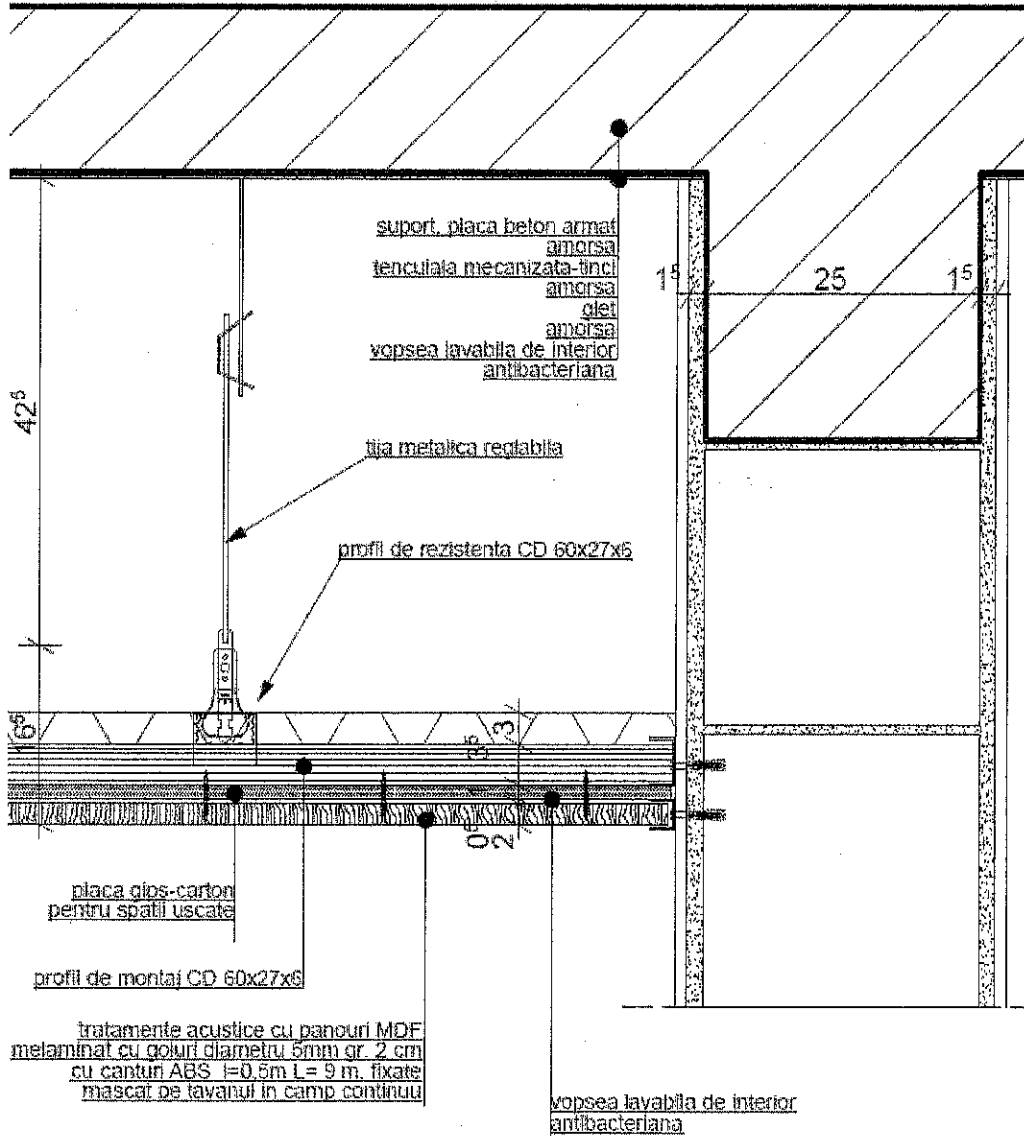 suport, placa beton armat
amorsa
tencuiala mecanizata-tinci
amorsa
glet
amorsa
vopsea lavabila de interior
antibacteriana
1⁵ 25 1⁵
42⁵
tija metalica reglabila
profil de rezistenta CD 60x27x6
16⁵
3
3⁵
1
0⁵
2
placa gips-carton
pentru spatii uscate
profil de montaj CD 60x27x6
tratamente acustice cu panouri MDF
melaminat cu goluri diametru 5mm gr. 2 cm
cu canturi ABS l=0,5m L= 9 m, fixate
mascat pe tavanul in camp continuu
vopsea lavabila de interior
antibacteriana